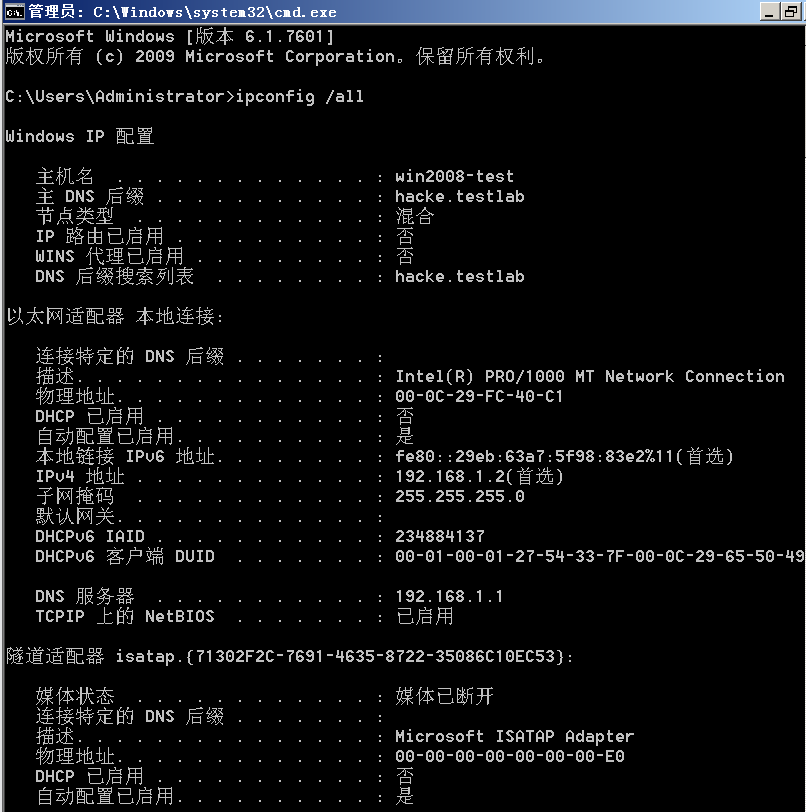 管理员: C:\Windows\system32\cmd.exe
Microsoft Windows [版本 6.1.7601]
版权所有 (c) 2009 Microsoft Corporation。保留所有权利。
C:\Users\Administrator>ipconfig /all
Windows IP 配置
主机名 . . . . . . . . . . . . . : win2008-test
主 DNS 后缀 . . . . . . . . . . . : hacke.testlab
节点类型 . . . . . . . . . . . . : 混合
IP 路由已启用 . . . . . . . . . . : 否
WINS 代理已启用 . . . . . . . . . : 否
DNS 后缀搜索列表 . . . . . . . . : hacke.testlab
以太网适配器 本地连接:
连接特定的 DNS 后缀 . . . . . . . :
描述. . . . . . . . . . . . . . . : Intel(R) PRO/1000 MT Network Connection
物理地址. . . . . . . . . . . . . : 00-0C-29-FC-40-C1
DHCP 已启用 . . . . . . . . . . . : 否
自动配置已启用. . . . . . . . . . : 是
本地链接 IPv6 地址. . . . . . . . : fe80::29eb:63a7:5f98:83e2%11(首选)
IPv4 地址 . . . . . . . . . . . . : 192.168.1.2(首选)
子网掩码 . . . . . . . . . . . . : 255.255.255.0
默认网关. . . . . . . . . . . . . :
DHCPv6 IAID . . . . . . . . . . . : 234884137
DHCPv6 客户端 DUID . . . . . . . : 00-01-00-01-27-54-33-7F-00-0C-29-65-50-49
DNS 服务器 . . . . . . . . . . . : 192.168.1.1
TCPIP 上的 NetBIOS . . . . . . . : 已启用
隧道适配器 isatap.{71302F2C-7691-4635-8722-35086C10EC53}:
媒体状态 . . . . . . . . . . . . : 媒体已断开
连接特定的 DNS 后缀 . . . . . . . :
描述. . . . . . . . . . . . . . . : Microsoft ISATAP Adapter
物理地址. . . . . . . . . . . . . : 00-00-00-00-00-00-00-E0
DHCP 已启用 . . . . . . . . . . . : 否
自动配置已启用. . . . . . . . . . : 是